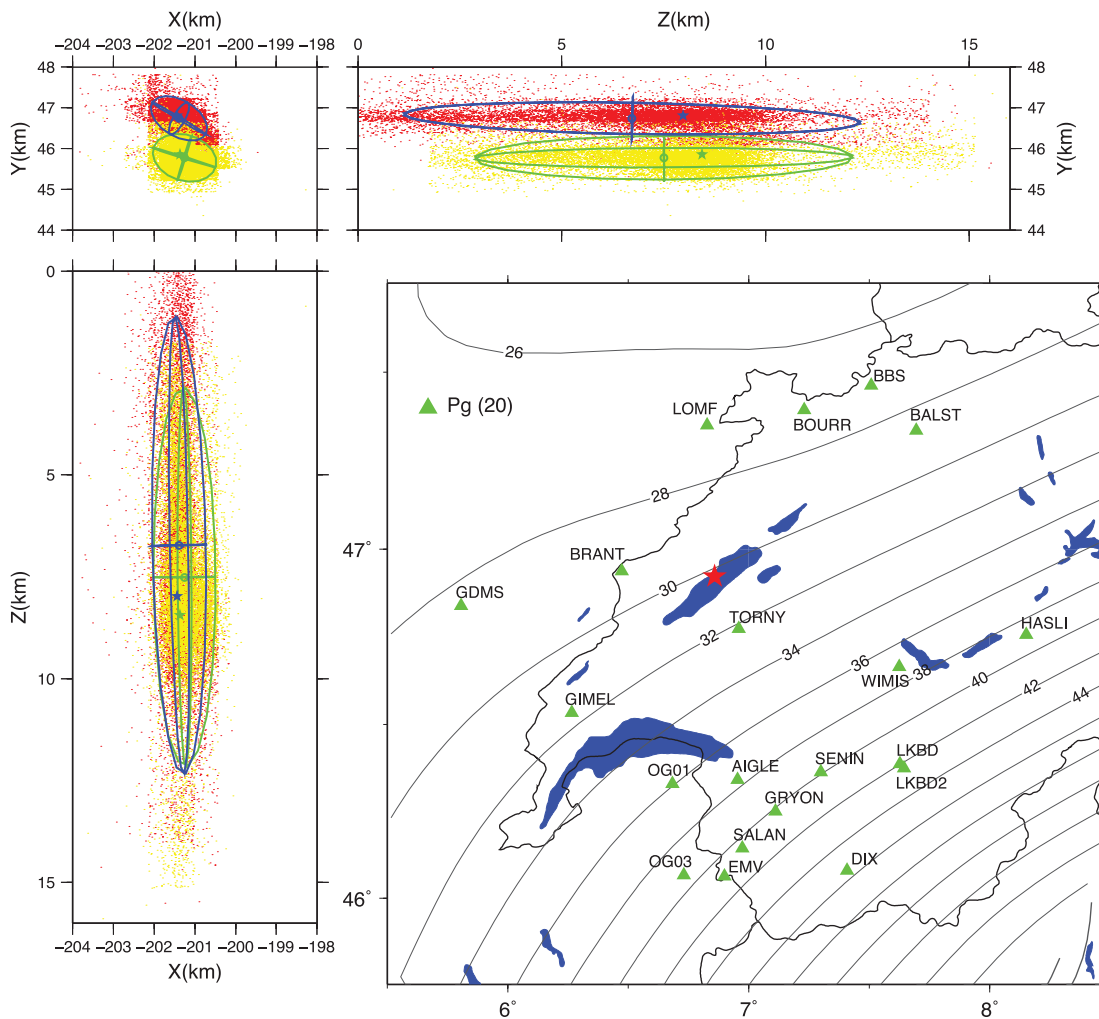 X(km)
−204 −203 −202 −201 −200 −199 −198
48
47
46
45
44
Y(km)
Z(km)
0 5 10 15
48
47
46
45
44
Y(km)
0
5
10
15
Z(km)
−204 −203 −202 −201 −200 −199 −198
X(km)
Pg (20)
26
28
30
32
34
36
38
40
42
44
BBS
LOMF
BOURR
BALST
BRANT
GDMS
TORNY
HASLI
WIMIS
GIMEL
OG01
AIGLE
SENIN
LKBD
LKBD2
GRYON
SALAN
OG03
EMV
DIX
47°
46°
6° 7° 8°